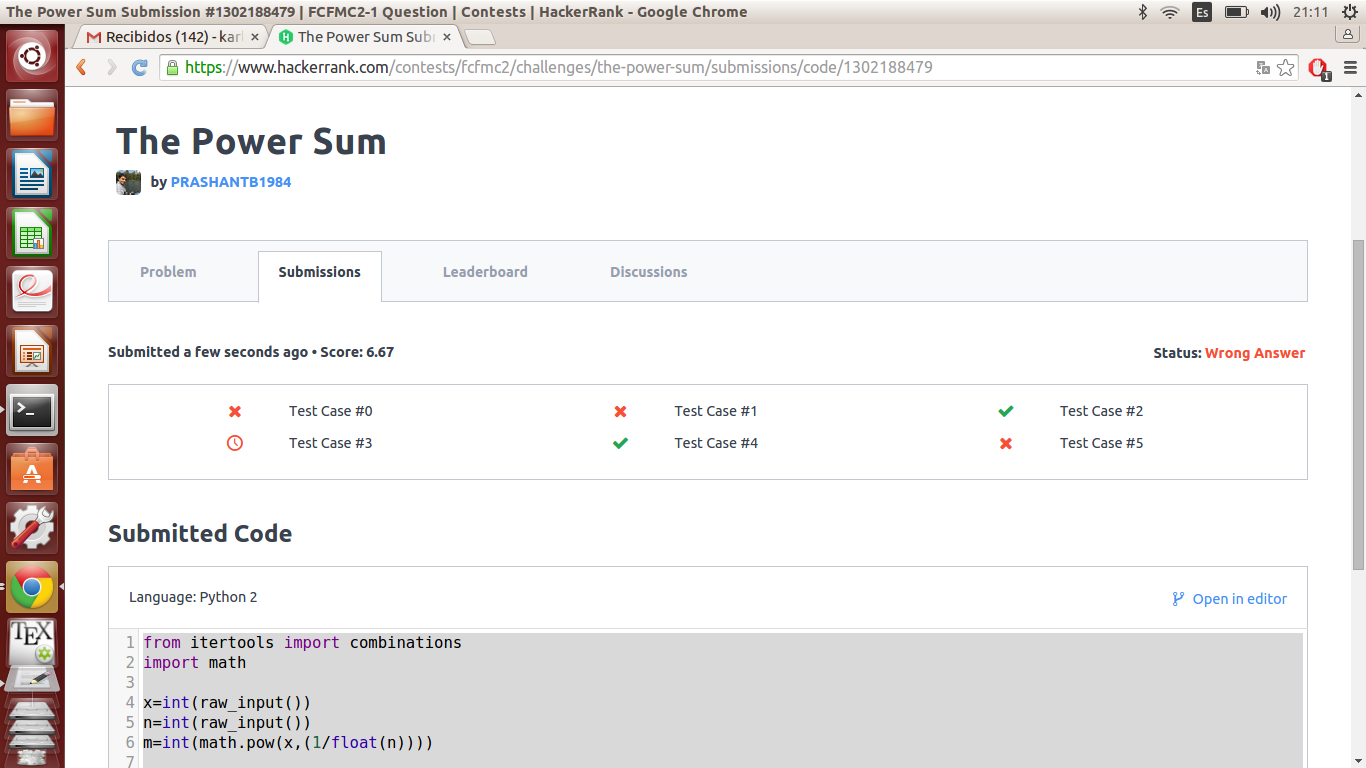 The Power Sum Submission #1302188479 | FCFMC2-1 Question | Contests | HackerRank - Google Chrome
Es
21:11
Recibidos (142) - kar
The Power Sum Sub
https://www.hackerrank.com/contests/fcfmc2/challenges/the-power-sum/submissions/code/1302188479
1
The Power Sum
by PRASHANTB1984
Problem
Submissions
Leaderboard
Discussions
Submitted a few seconds ago • Score: 6.67
Status: Wrong Answer
Test Case #0
Test Case #1
Test Case #2
Test Case #3
Test Case #4
Test Case #5
Submitted Code
Language: Python 2
Open in editor
1 from itertools import combinations
2 import math
3
4 x=int(raw_input())
5 n=int(raw_input())
6 m=int(math.pow(x,(1/float(n))))
7
TEX